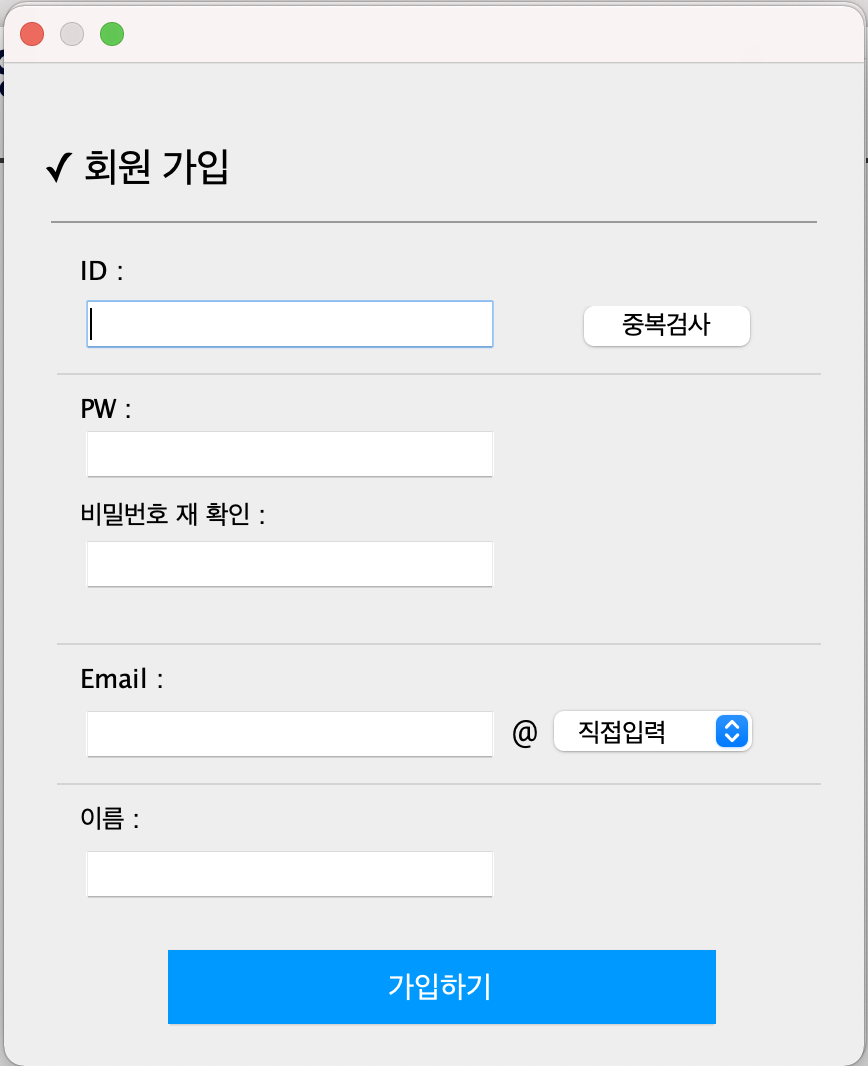 ✓ 회원 가입
ID :
중복검사
PW :
비밀번호 재 확인 :
Email :
@ 직접입력
이름 :
가입하기